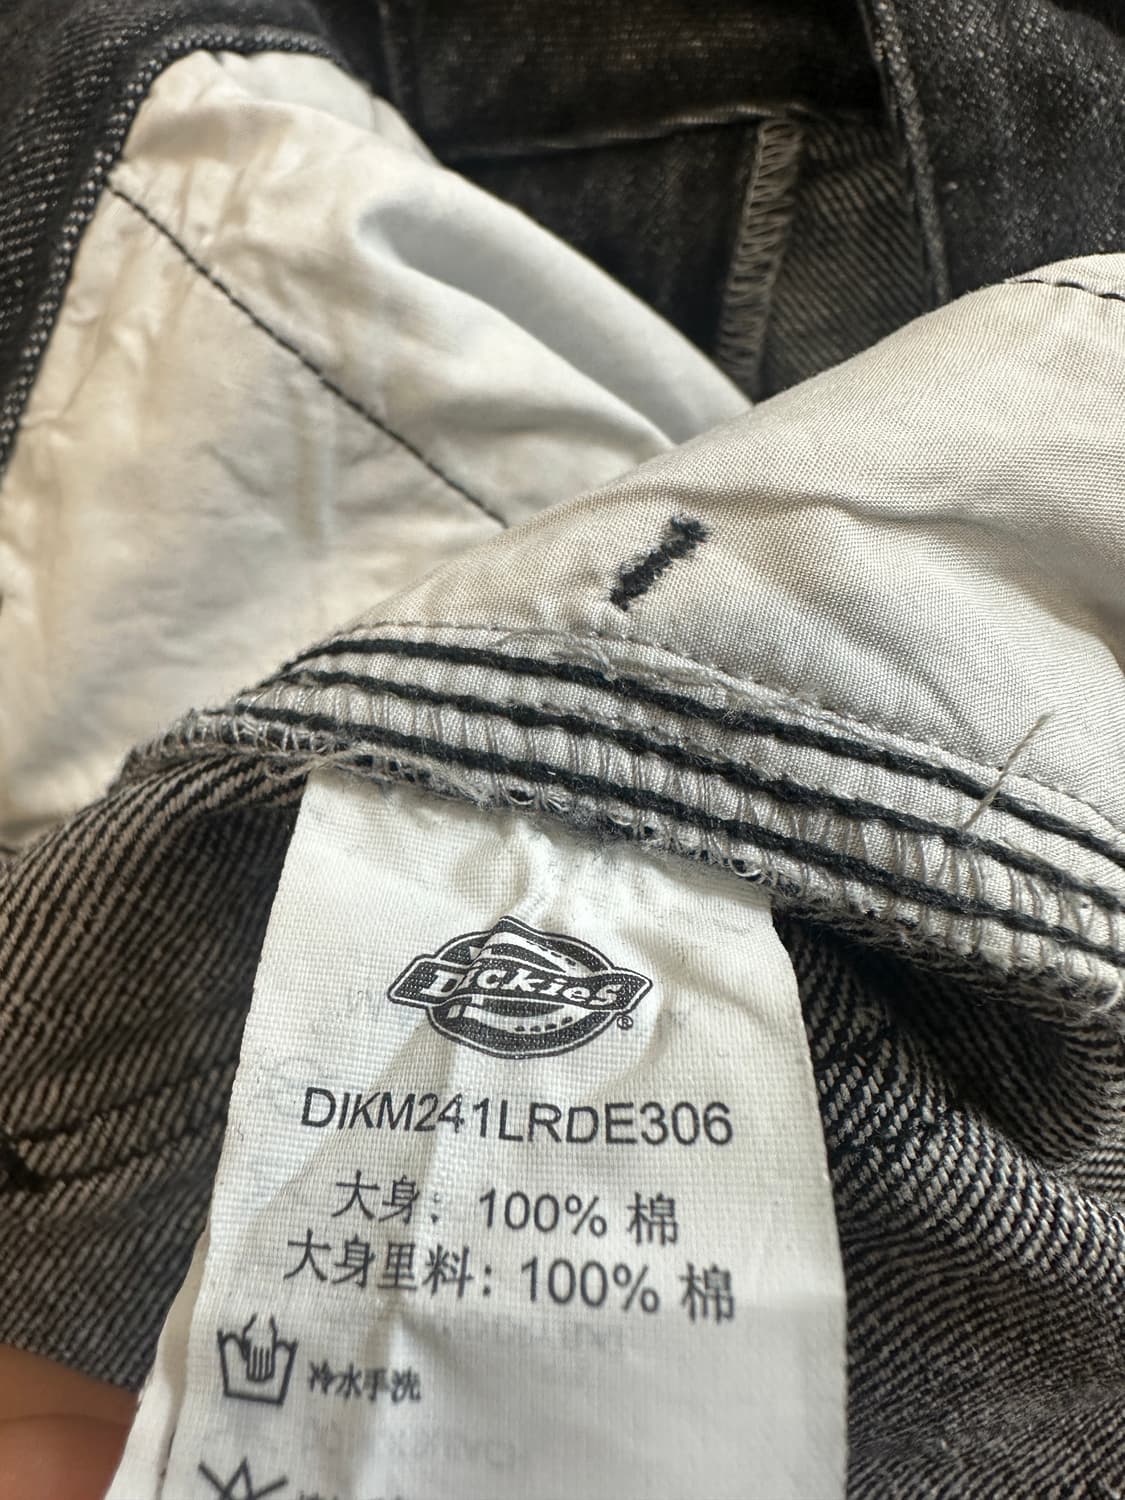 Dickies®
DIKM241LRDE306
大身：100% 棉
大身里料：100% 棉
冷水手洗